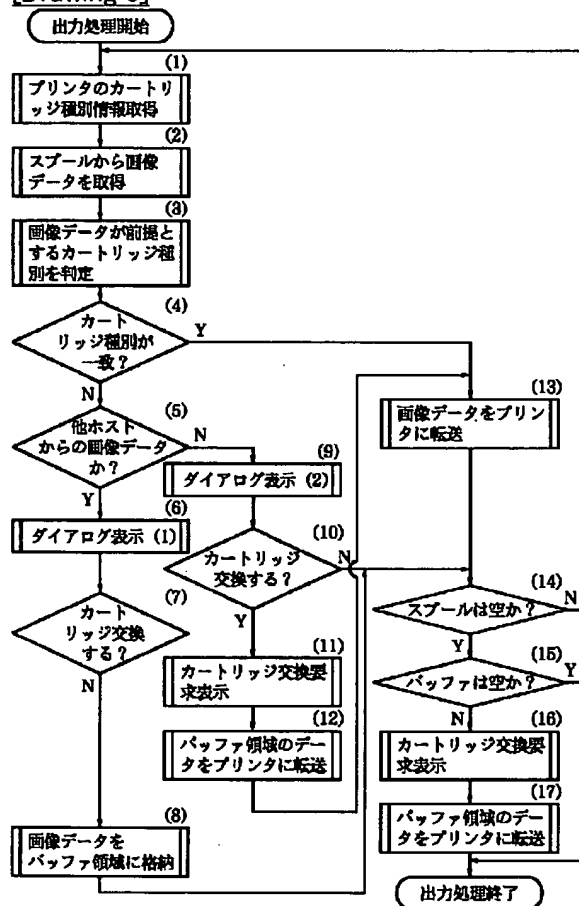 [Drawing 6]
出力処理開始
(1)
プリンタのカートリ
ッジ種別情報取得
(2)
スプールから画像
データを取得
(3)
画像データが前提と
するカートリッジ種
別を判定
(4)
カート
リッジ種別が
一致?
Y
N
(5)
他ホスト
からの画像データ
か?
N
Y
(6)
ダイアログ表示 (1)
(7)
カート
リッジ交換
する?
N
(8)
画像データを
バッファ領域に格納
(9)
ダイアログ表示 (2)
(10)
カートリッジ
交換する?
N
Y
(11)
カートリッジ交換要
求表示
(12)
バッファ領域のデー
タをプリンタに転送
(13)
画像データをプリン
タに転送
(14)
スプールは空か?
N
Y
(15)
バッファは空か?
Y
N
(16)
カートリッジ交換要
求表示
(17)
バッファ領域のデー
タをプリンタに転送
出力処理終了